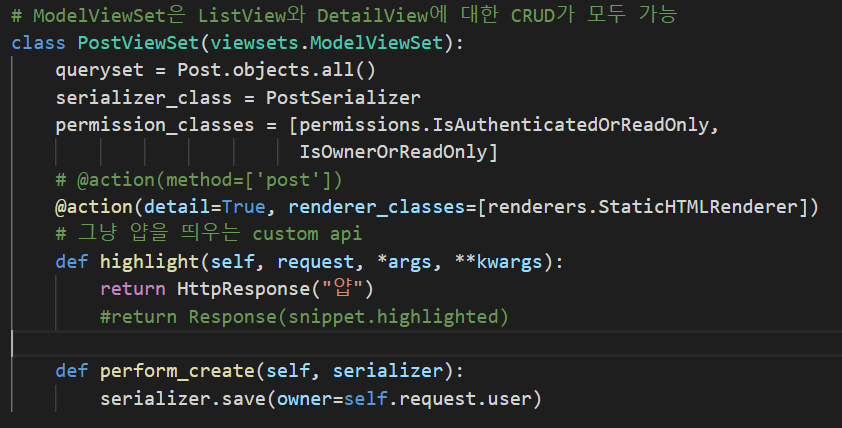 # ModelViewSet은 ListView와 DetailView에 대한 CRUD가 모두 가능
class PostViewSet(viewsets.ModelViewSet):
    queryset = Post.objects.all()
    serializer_class = PostSerializer
    permission_classes = [permissions.IsAuthenticatedOrReadOnly,
                          IsOwnerOrReadOnly]
    # @action(method=['post'])
    @action(detail=True, renderer_classes=[renderers.StaticHTMLRenderer])
    # 그냥 얍을 띄우는 custom api
    def highlight(self, request, *args, **kwargs):
        return HttpResponse("얍")
        #return Response(snippet.highlighted)
    def perform_create(self, serializer):
        serializer.save(owner=self.request.user)